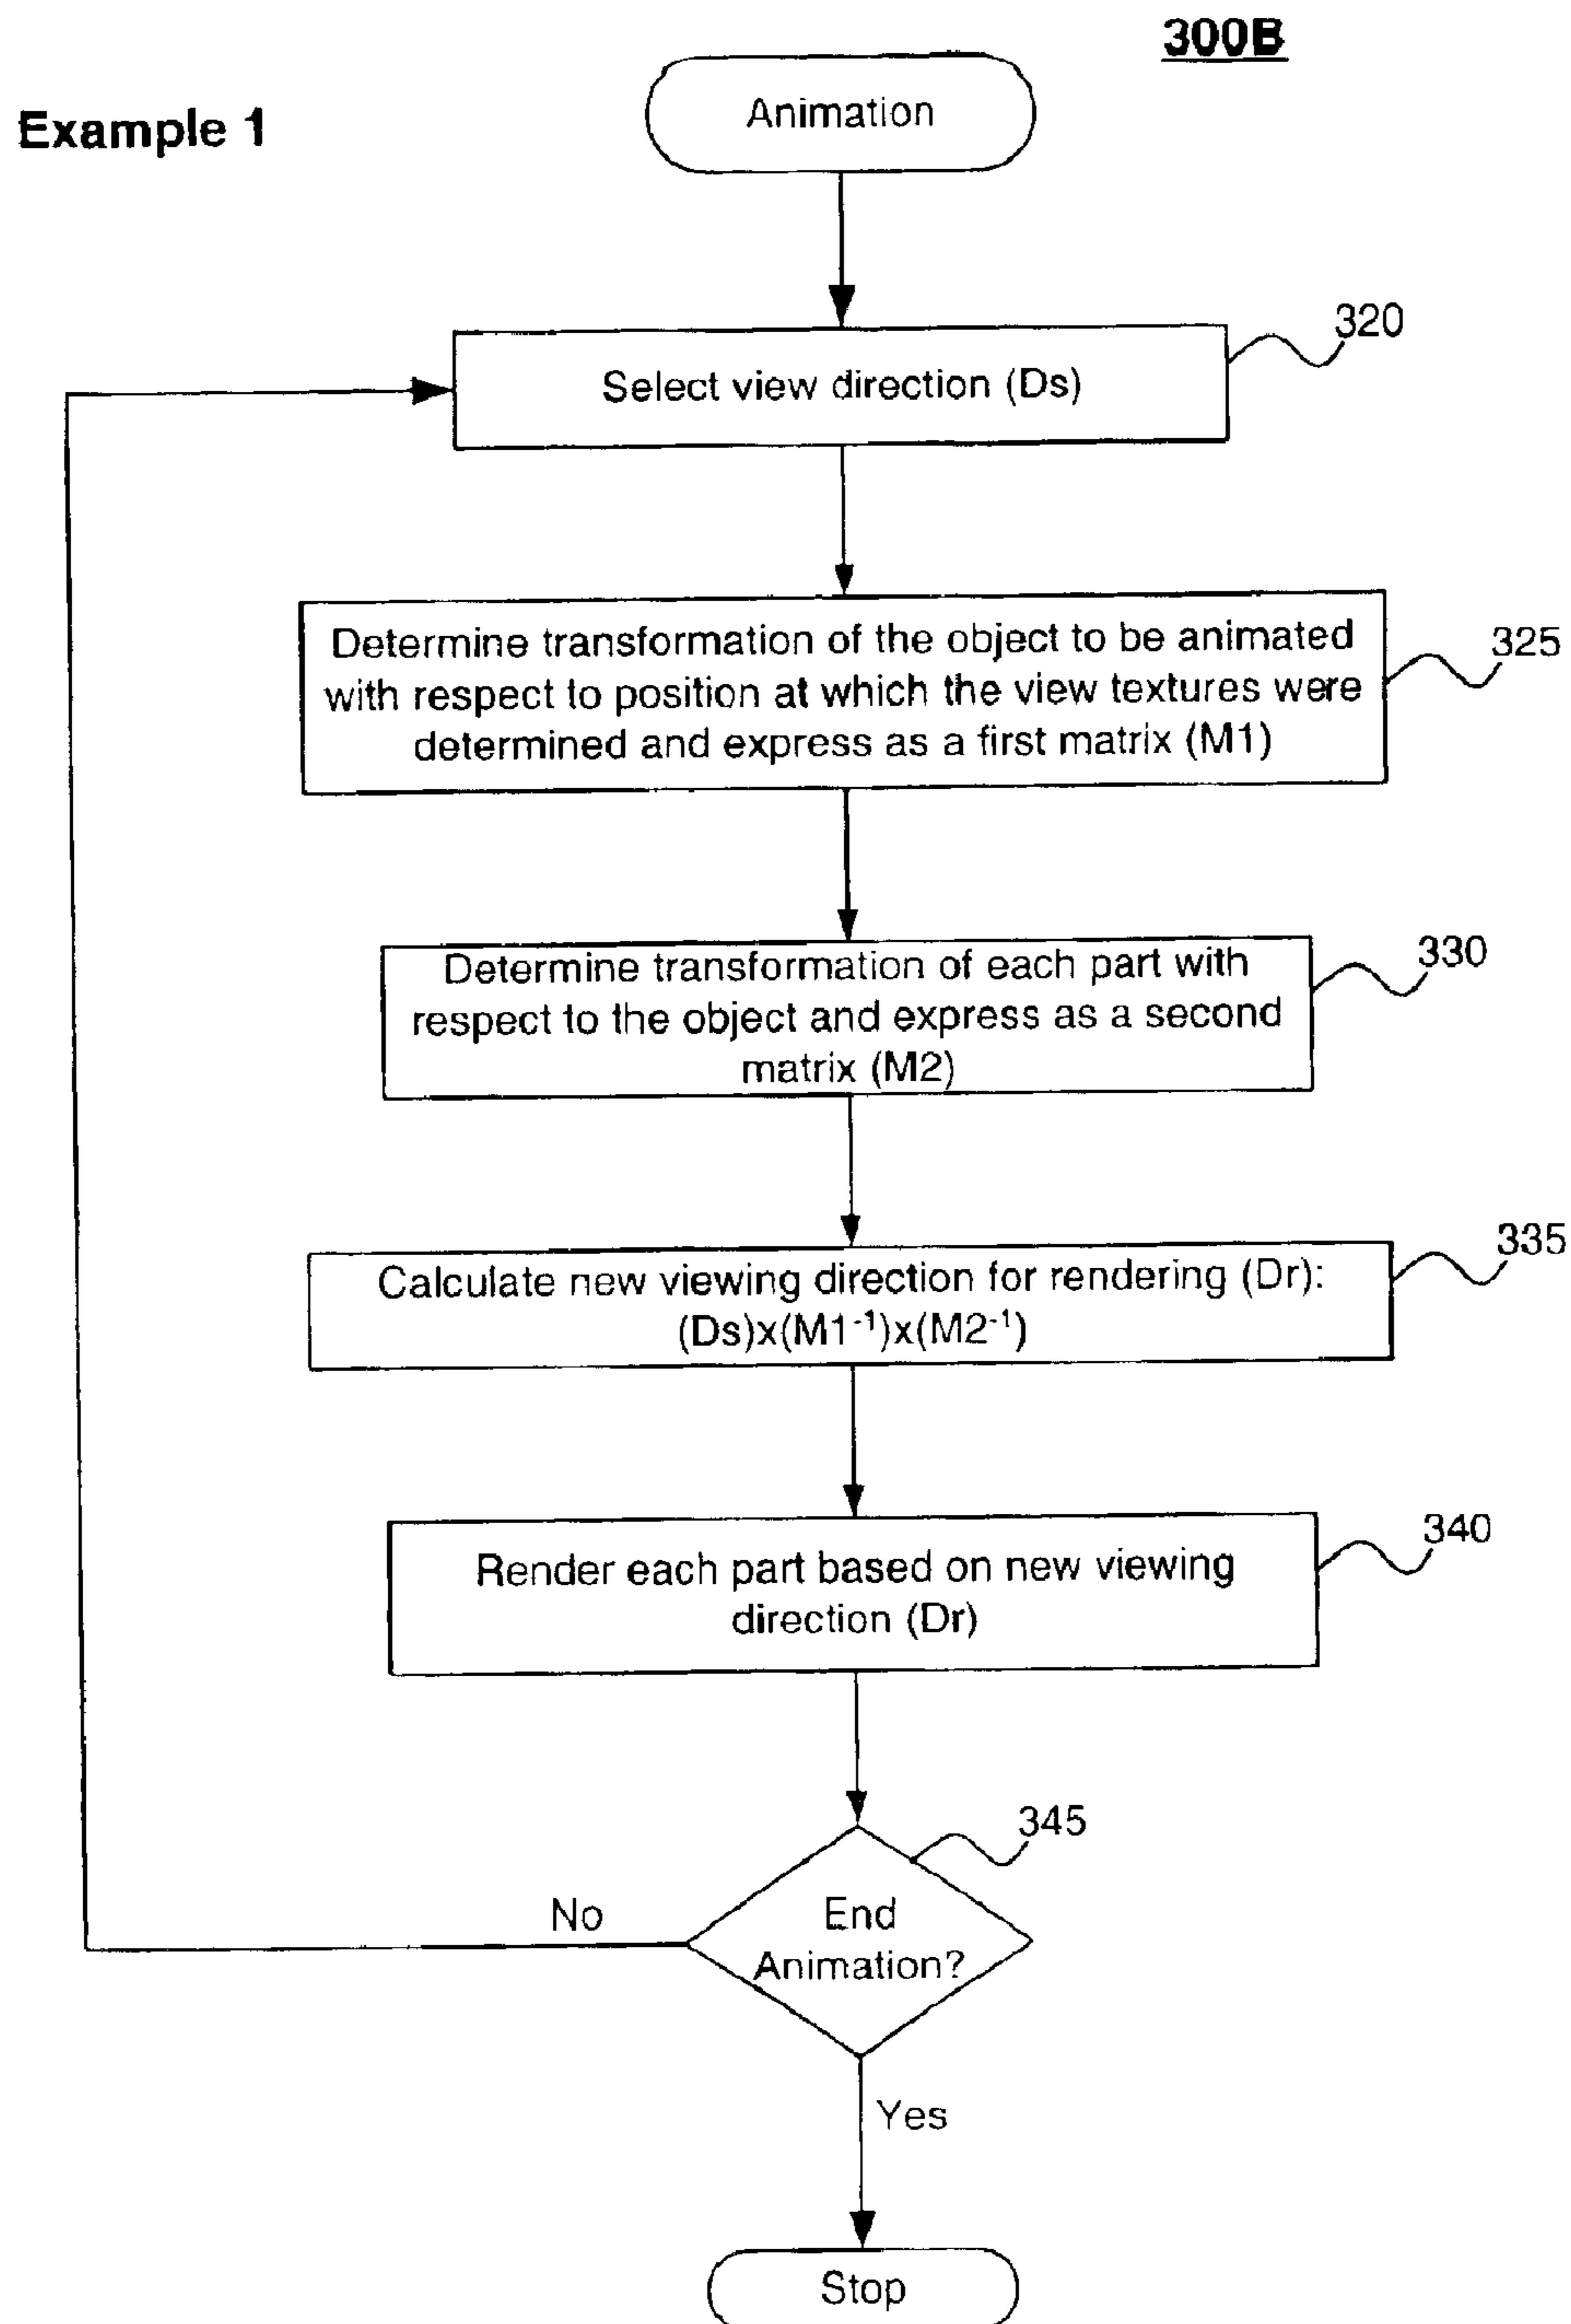 300B
Example 1
Animation
320
Select view direction (Ds)
325
Determine transformation of the object to be animated
with respect to position at which the view textures were
determined and express as a first matrix (M1)
330
Determine transformation of each part with
respect to the object and express as a second
matrix (M2)
335
Calculate new viewing direction for rendering (Dr):
(Ds)x(M1⁻¹)x(M2⁻¹)
340
Render each part based on new viewing
direction (Dr)
345
No
End
Animation?
Yes
Stop